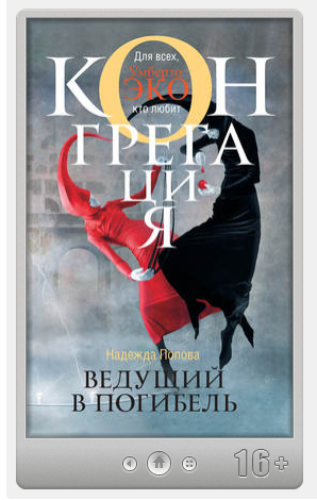 Для всех,
Умберто
ЭКО
кто любит
КОН
ГРЕГА
ЦИ
Я
Надежда Попова
ВЕДУЩИЙ
В ПОГИБЕЛЬ
16+